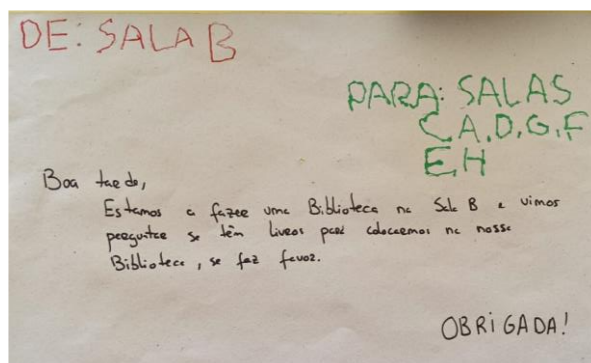 DE: SALA B
PARA: SALAS
C A, D, G, F
E, H
Boa tarde,
Estamos a fazer uma Biblioteca na Sala B e vimos
perguntar se têm livros para colocarmos na nossa
Biblioteca, se faz favor.
OBRIGADA!